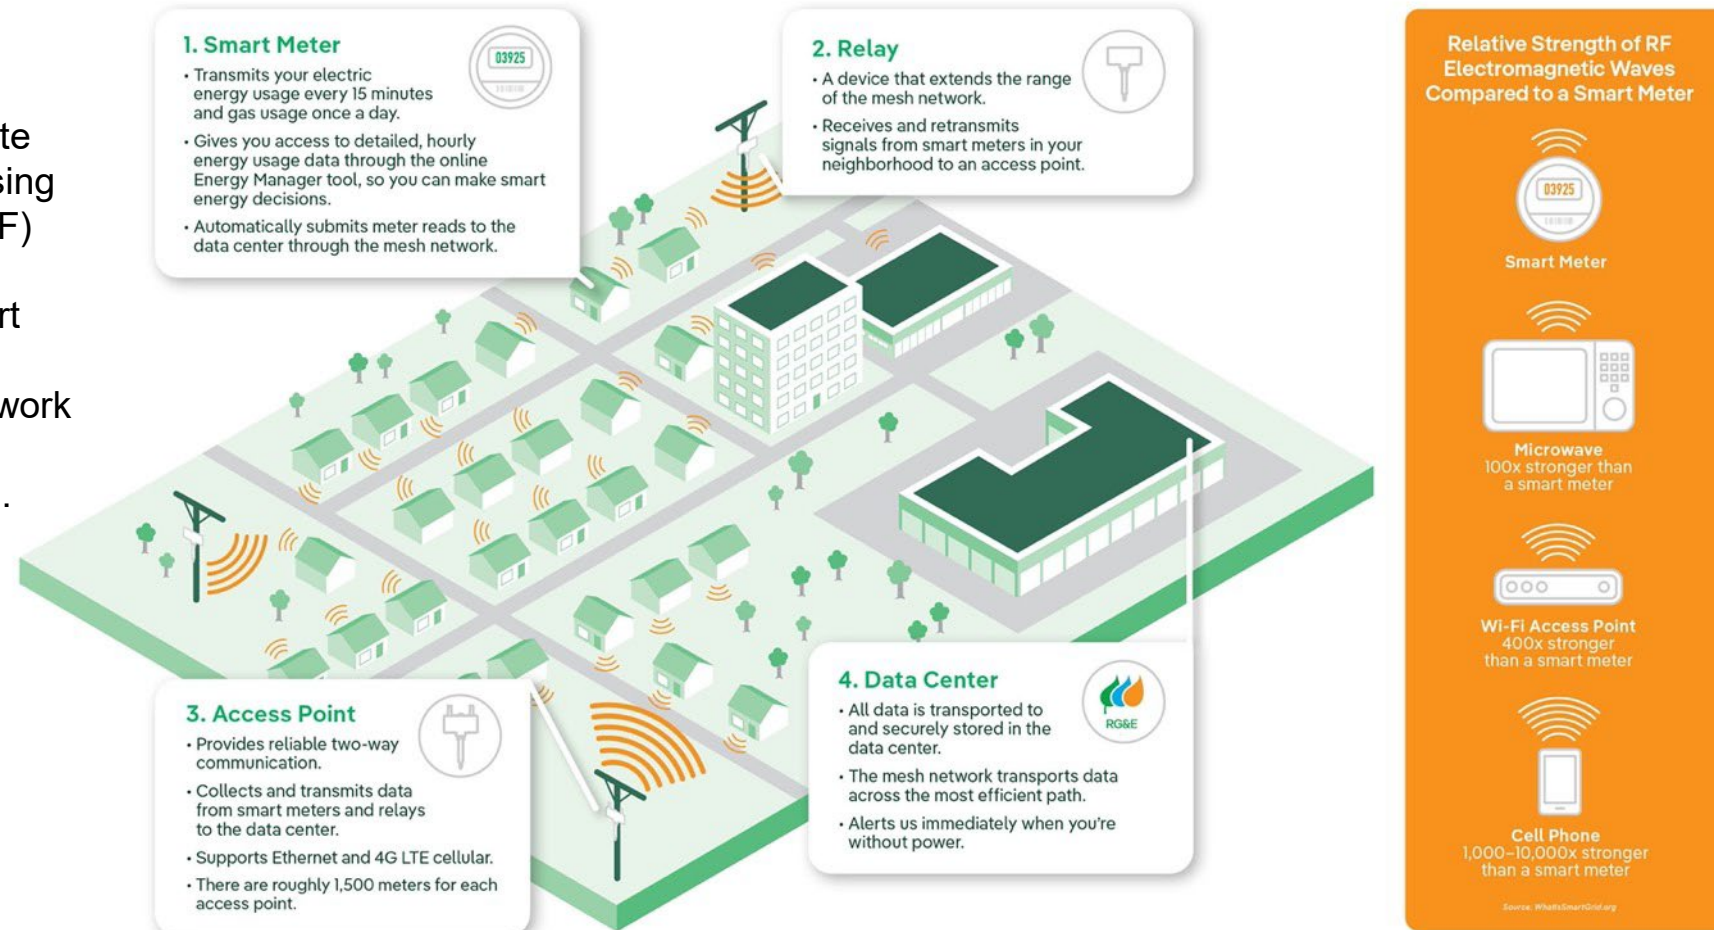 te
sing
F)
rt
work
.
1. Smart Meter
03925
• Transmits your electric
energy usage every 15 minutes
and gas usage once a day.
• Gives you access to detailed, hourly
energy usage data through the online
Energy Manager tool, so you can make smart
energy decisions.
• Automatically submits meter reads to the
data center through the mesh network.
2. Relay
• A device that extends the range
of the mesh network.
• Receives and retransmits
signals from smart meters in your
neighborhood to an access point.
3. Access Point
• Provides reliable two-way
communication.
• Collects and transmits data
from smart meters and relays
to the data center.
• Supports Ethernet and 4G LTE cellular.
• There are roughly 1,500 meters for each
access point.
4. Data Center
RG&E
• All data is transported to
and securely stored in the
data center.
• The mesh network transports data
across the most efficient path.
• Alerts us immediately when you're
without power.
Relative Strength of RF
Electromagnetic Waves
Compared to a Smart Meter
03925
Smart Meter
Microwave
100x stronger than
a smart meter
Wi-Fi Access Point
400x stronger
than a smart meter
Cell Phone
1,000–10,000x stronger
than a smart meter
Source: WhatIsSmartGrid.org